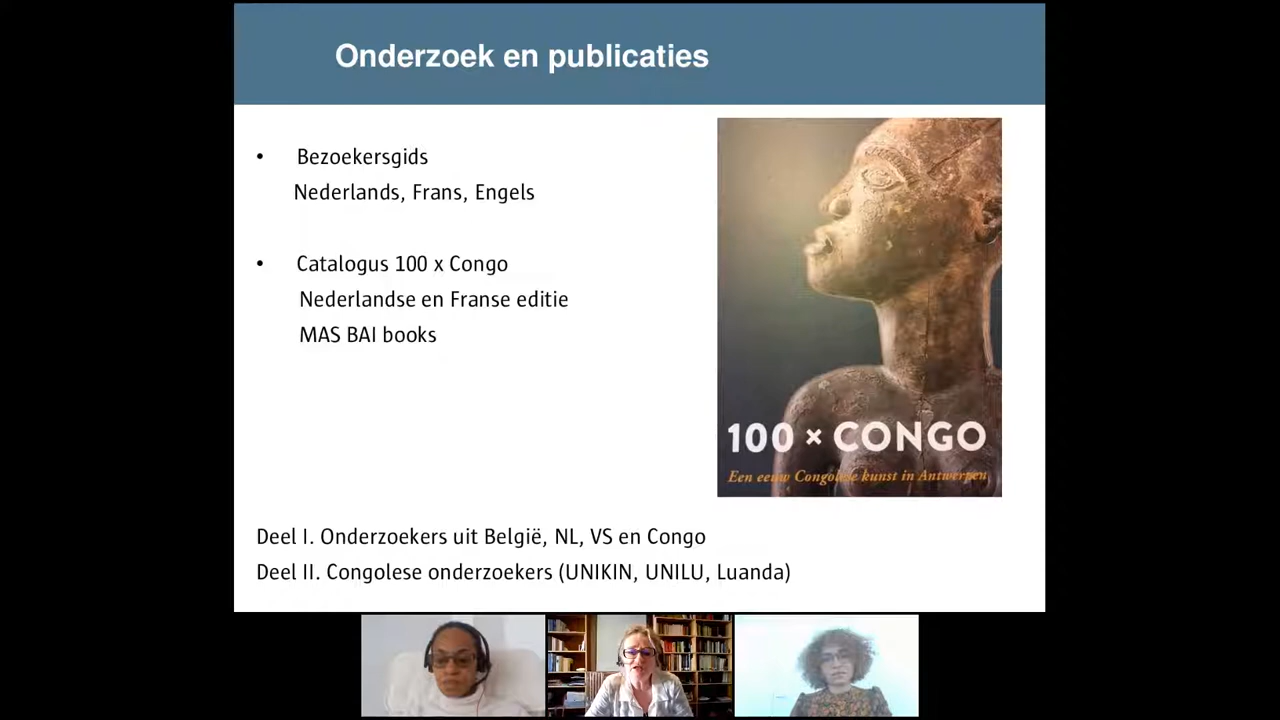 Onderzoek en publicaties
• Bezoekersgids
Nederlands, Frans, Engels
• Catalogus 100 x Congo
Nederlandse en Franse editie
MAS BAI books
100 × CONGO
Een eeuw Congolese kunst in Antwerpen
Deel I. Onderzoekers uit België, NL, VS en Congo
Deel II. Congolese onderzoekers (UNIKIN, UNILU, Luanda)